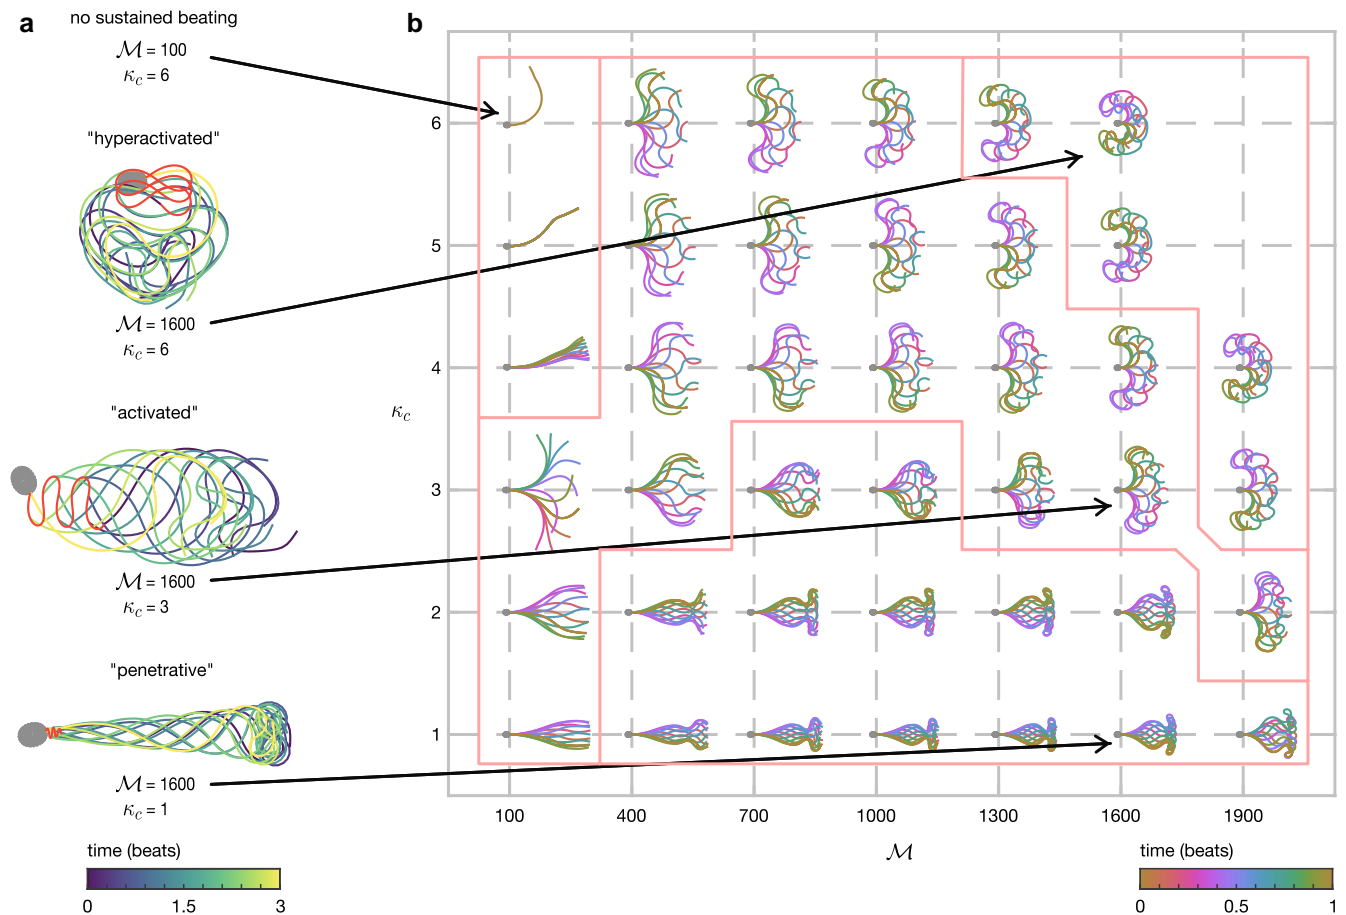 a
no sustained beating
ℳ = 100
κc = 6
"hyperactivated"
ℳ = 1600
κc = 6
"activated"
ℳ = 1600
κc = 3
"penetrative"
ℳ = 1600
κc = 1
time (beats)
0 1.5 3
b
6
5
4
κc
3
2
1
100 400 700 1000 1300 1600 1900
ℳ
time (beats)
0 0.5 1